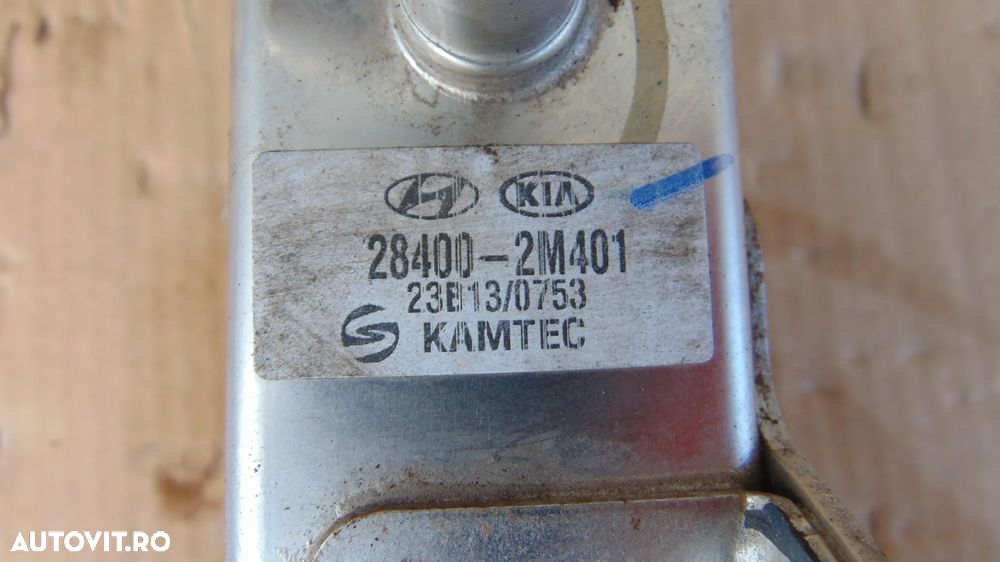 KIA
28400-2M401
23B13/0753
KAMTEC
AUTOVIT.RO